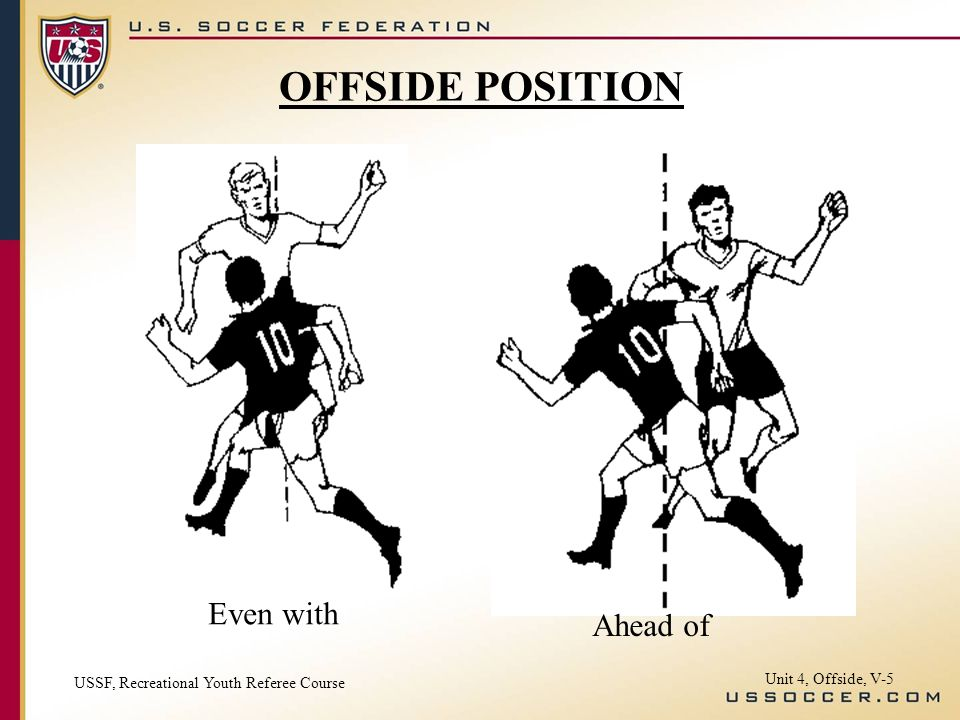 U.S. SOCCER FEDERATION
US
OFFSIDE POSITION
10
10
Even with
Ahead of
USSF, Recreational Youth Referee Course
Unit 4, Offside, V-5
USSOCCER.COM